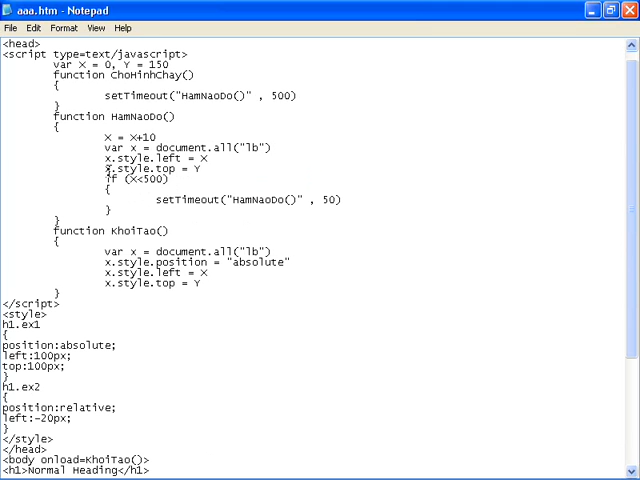 aaa.htm - Notepad
File Edit Format View Help
<head>
<script type=text/javascript>
var X = 0, Y = 150
function ChoHinhChay()
{
setTimeout("HamNaoDo()" , 500)
}
function HamNaoDo()
{
X = X+10
var x = document.all("lb")
x.style.left = X
x.style.top = Y
if (X<500)
{
setTimeout("HamNaoDo()" , 50)
}
}
function KhoiTao()
{
var x = document.all("lb")
x.style.position = "absolute"
x.style.left = X
x.style.top = Y
}
</script>
<style>
h1.ex1
{
position:absolute;
left:100px;
top:100px;
}
h1.ex2
{
position:relative;
left:-20px;
}
</style>
</head>
<body onload=KhoiTao()>
<h1>Normal Heading</h1>